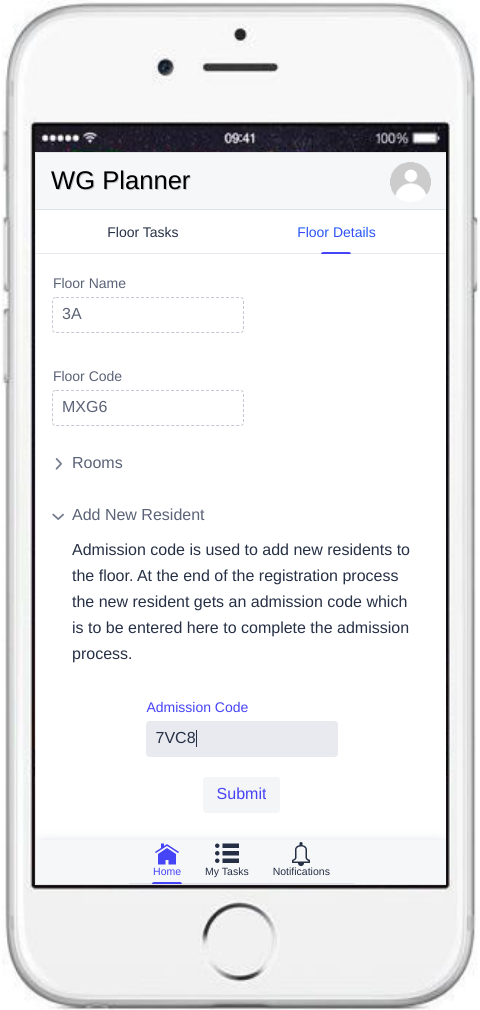 09:41
100%
WG Planner
Floor Tasks
Floor Details
Floor Name
3A
Floor Code
MXG6
Rooms
Add New Resident
Admission code is used to add new residents to
the floor. At the end of the registration process
the new resident gets an admission code which
is to be entered here to complete the admission
process.
Admission Code
7VC8
Submit
Home
My Tasks
Notifications